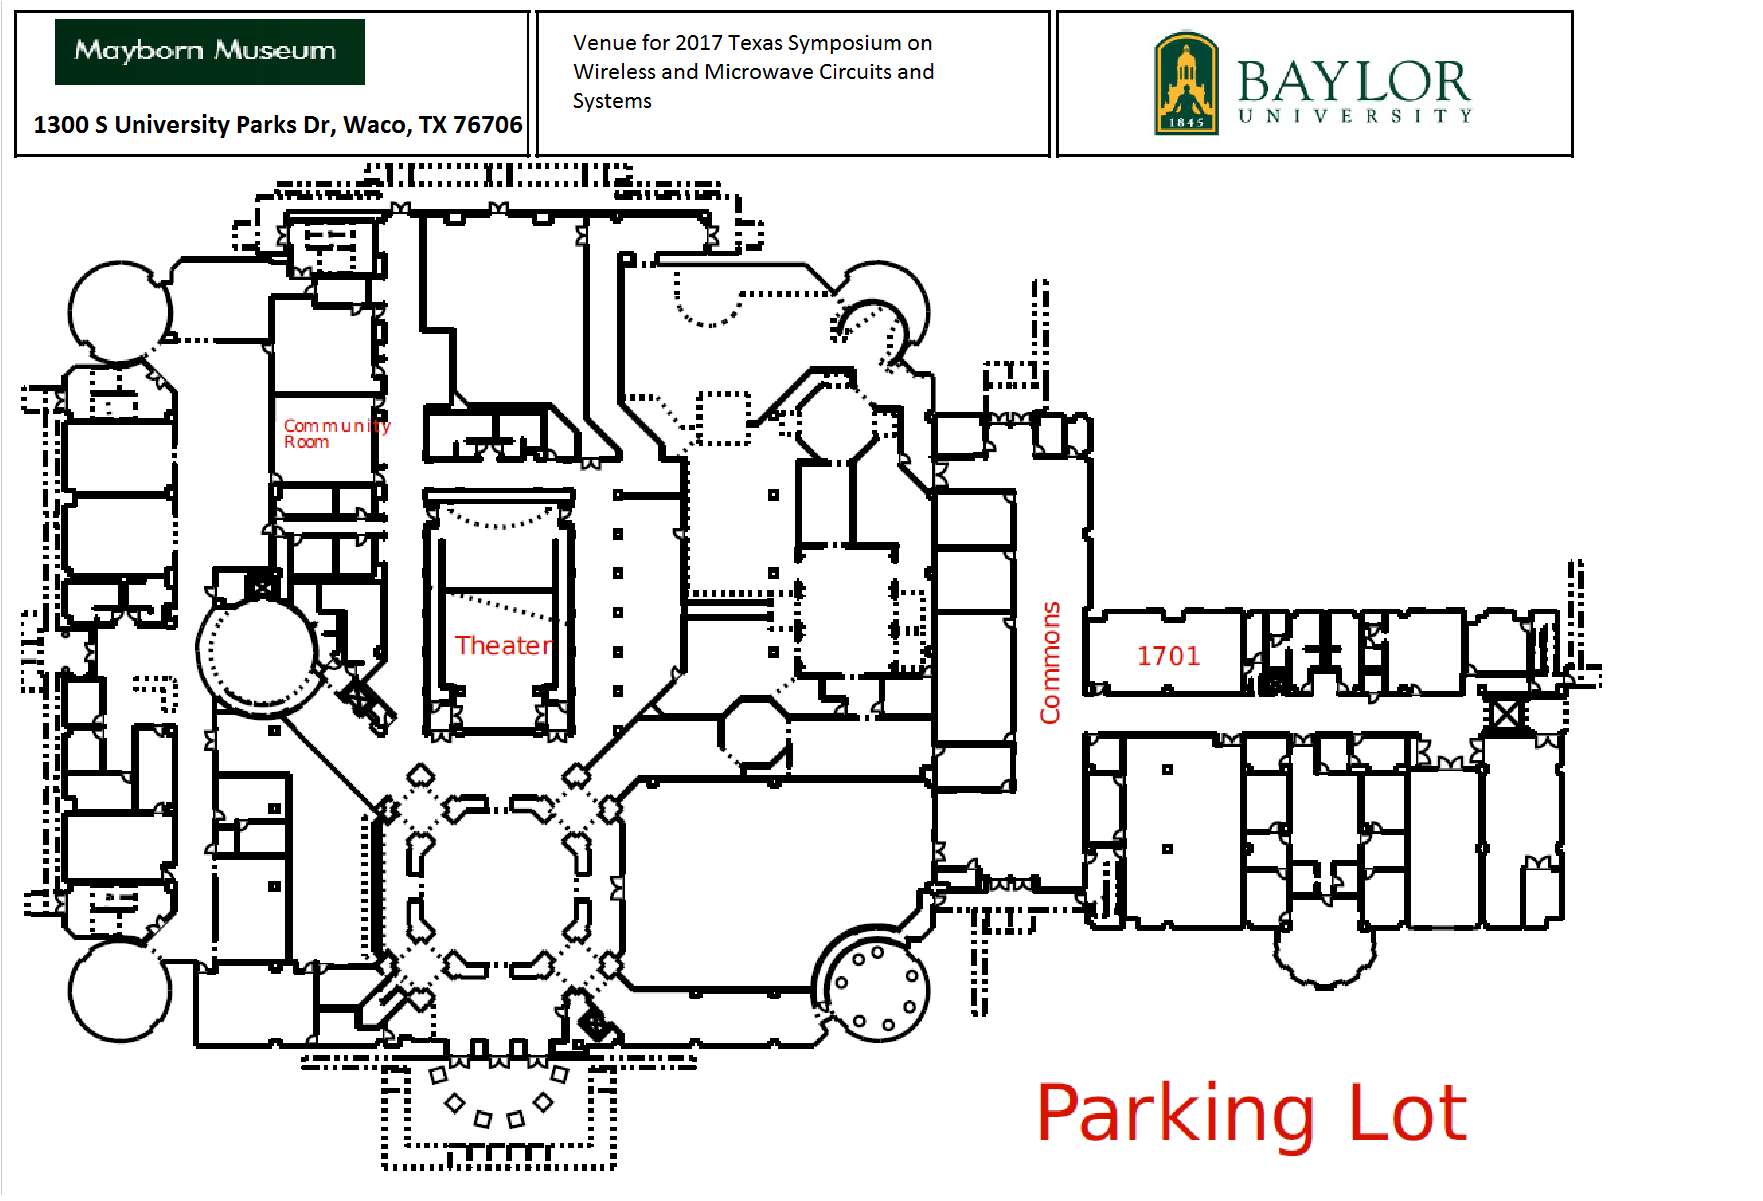 Mayborn Museum
1300 S University Parks Dr, Waco, TX 76706
Venue for 2017 Texas Symposium on
Wireless and Microwave Circuits and
Systems
1845
BAYLOR
UNIVERSITY
Community
Room
Theater
Commons
1701
Parking Lot